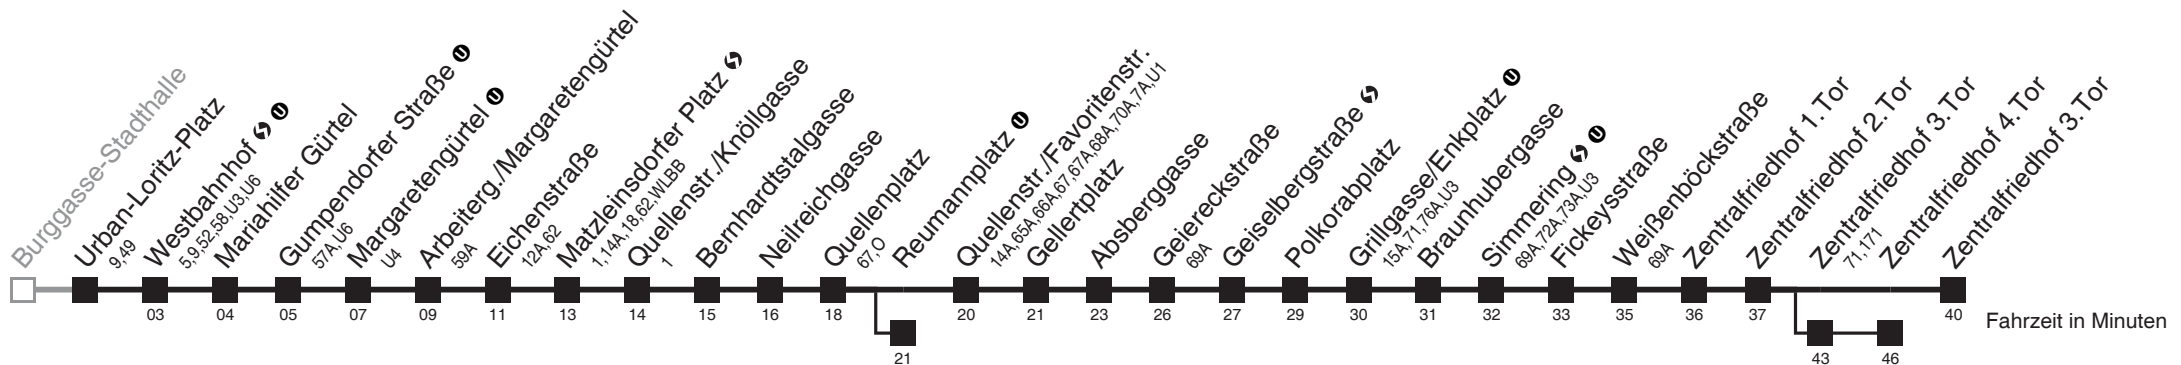 Burggasse-Stadthalle
Urban-Loritz-Platz
9,49
Westbahnhof
5,9,52,58,U3,U6
Mariahilfer Gürtel
Gumpendorfer Straße U
57A,U6
Margaretengürtel U
U4
Arbeiterg./Margaretengürtel
59A
Eichenstraße
12A,62
Matzleinsdorfer Platz
1,14A,18,62,WLBB
Quellenstr./Knöllgasse
1
Bernhardtstalgasse
Neilreichgasse
Quellenplatz
67,O
Reumannplatz U
Quellenstr./Favoritenstr.
14A,65A,66A,67,67A,68A,70A,7A,U1
Gellertplatz
Absberggasse
Geiereckstraße
69A
Geiselbergstraße
Polkorabplatz
Grillgasse/Enkplatz U
15A,71,76A,U3
Braunhubergasse
Simmering U
69A,72A,73A,U3
Fickeysstraße
Weißenböckstraße
69A
Zentralfriedhof 1.Tor
Zentralfriedhof 2.Tor
Zentralfriedhof 3.Tor
71,171
Zentralfriedhof 4.Tor
Zentralfriedhof 3.Tor
03 04 05 07 09 11 13 14 15 16 18 20 21 23 26 27 29 30 31 32 33 35 36 37 40
Fahrzeit in Minuten
21 43 46